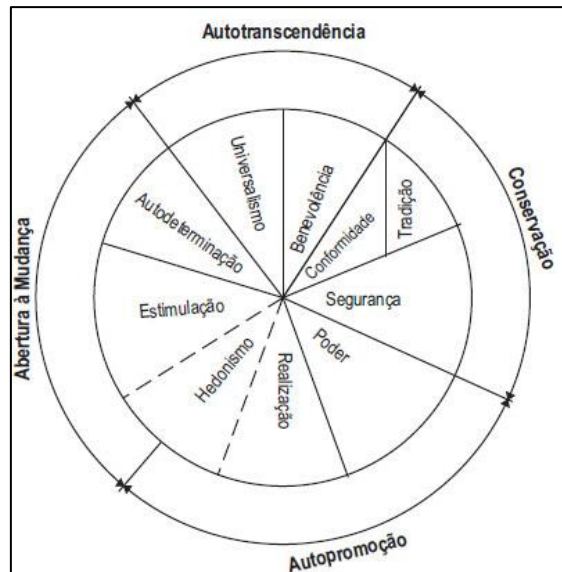 Autotranscendência
Universalismo
Benevolência
Conformidade
Tradição
Conservação
Autodeterminação
Abertura à Mudança
Estimulação
Segurança
Poder
Hedonismo
Realização
Autopromoção